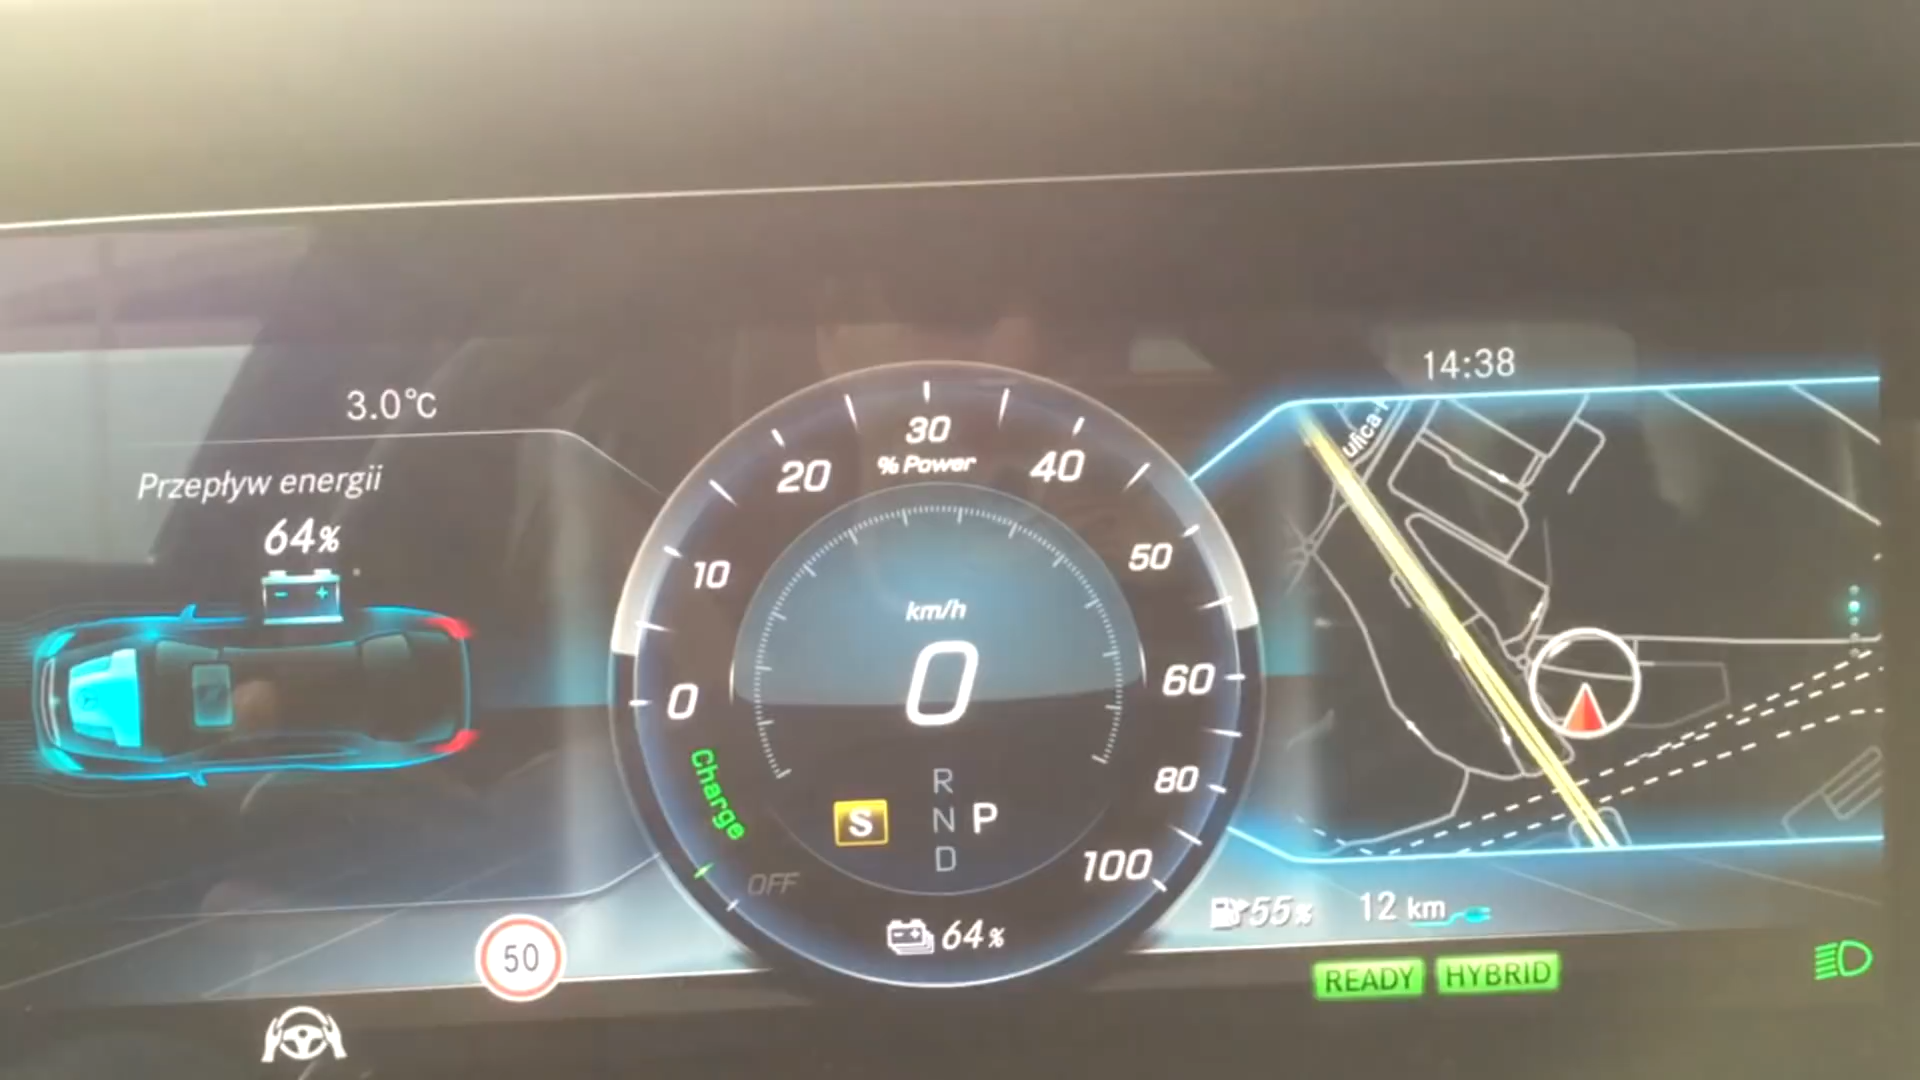 14:38
3.0°C
Przepływ energii
64%
- +
0
10
20
30
40
50
60
80
100
% Power
km/h
0
Charge
OFF
S
R
N P
D
64%
50
55%
12 km
READY HYBRID